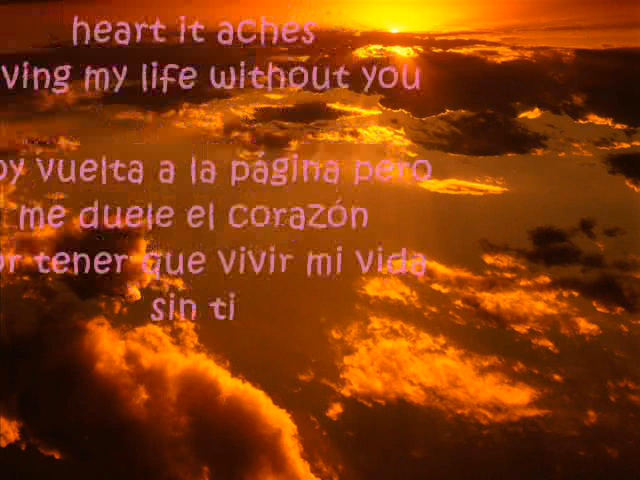 heart it aches
ving my life without you
oy vuelta a la página pero
me duele el corazón
or tener que vivir mi vida
sin ti